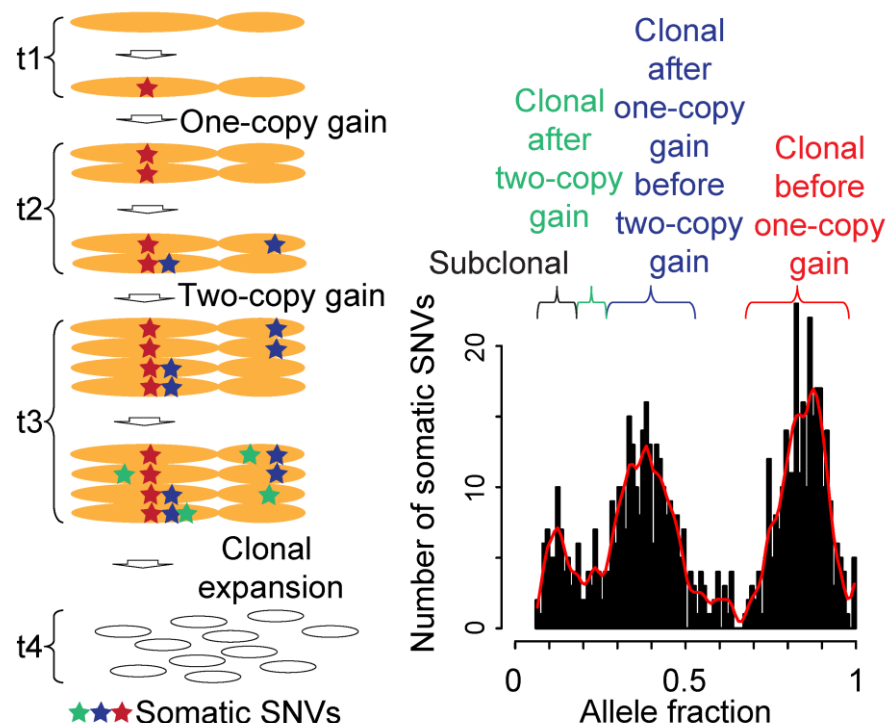 t1
One-copy gain
t2
Two-copy gain
t3
Clonal
expansion
t4
Somatic SNVs
Subclonal
Clonal
after
two-copy
gain
Clonal
after
one-copy
gain
before
two-copy
gain
Clonal
before
one-copy
gain
Number of somatic SNVs
20
10
0
0
0.5
1
Allele fraction